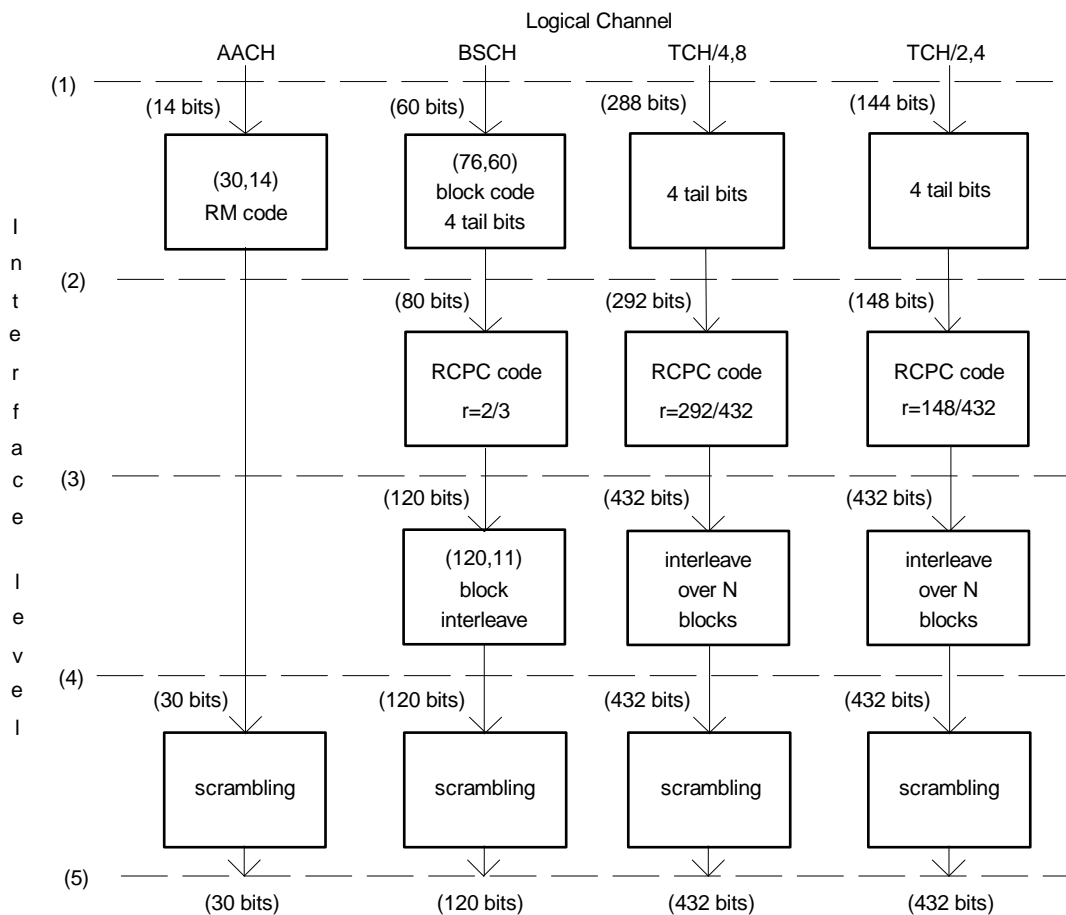 Logical Channel
AACH BSCH TCH/4,8 TCH/2,4
(1)
(14 bits) (60 bits) (288 bits) (144 bits)
(30,14)
RM code
(76,60)
block code
4 tail bits
4 tail bits
4 tail bits
Interface level
(2)
(80 bits) (292 bits) (148 bits)
RCPC code
r=2/3
RCPC code
r=292/432
RCPC code
r=148/432
(3)
(120 bits) (432 bits) (432 bits)
(120,11)
block
interleave
interleave
over N
blocks
interleave
over N
blocks
(4)
(30 bits) (120 bits) (432 bits) (432 bits)
scrambling scrambling scrambling scrambling
(5)
(30 bits) (120 bits) (432 bits) (432 bits)